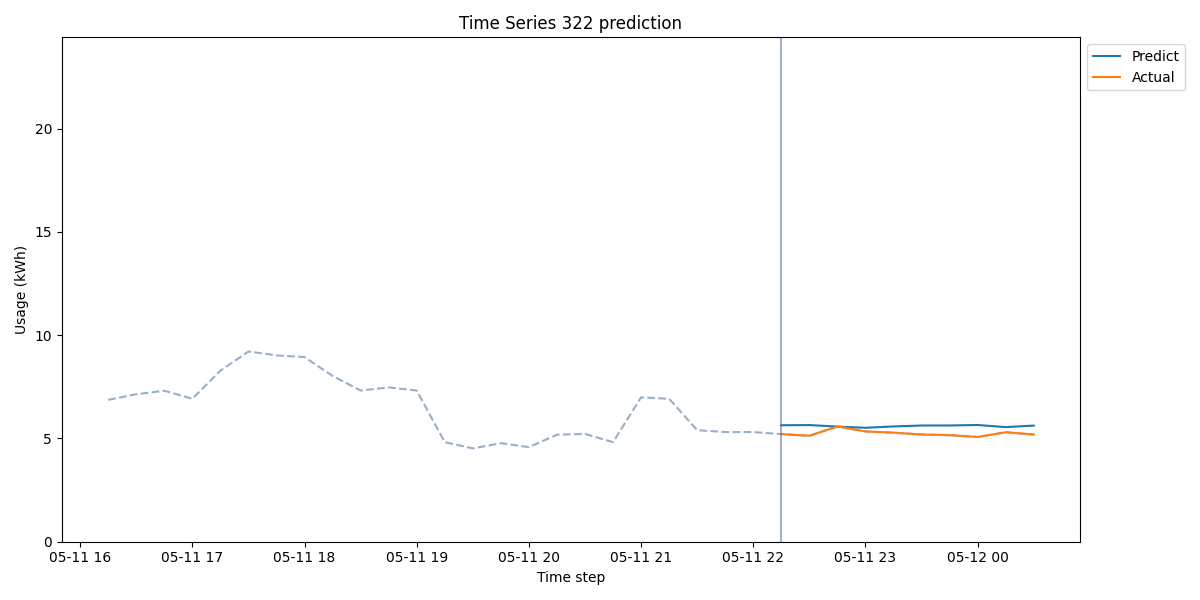 Time Series 322 prediction
Predict
Actual
Usage (kWh)
20
15
10
5
0
05-11 16
05-11 17
05-11 18
05-11 19
05-11 20
05-11 21
05-11 22
05-11 23
05-12 00
Time step